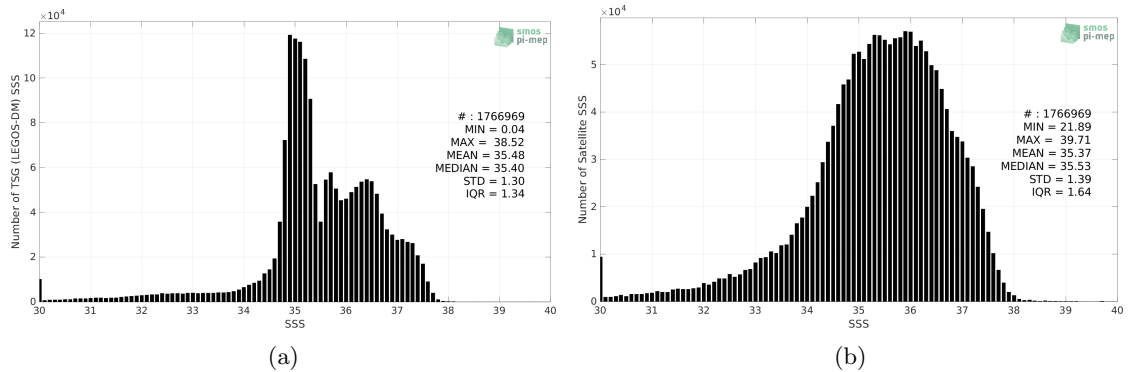 ×10⁴
smos
pi-mep
12
10
8
6
4
2
0
Number of TSG (LEGOS-DM) SSS
# : 1766969
MIN = 0.04
MAX = 38.52
MEAN = 35.48
MEDIAN = 35.40
STD = 1.30
IQR = 1.34
30 31 32 33 34 35 36 37 38 39 40
SSS
(a)
×10⁴
smos
pi-mep
5
4
3
2
1
0
Number of Satellite SSS
# : 1766969
MIN = 21.89
MAX = 39.71
MEAN = 35.37
MEDIAN = 35.53
STD = 1.39
IQR = 1.64
30 31 32 33 34 35 36 37 38 39 40
SSS
(b)